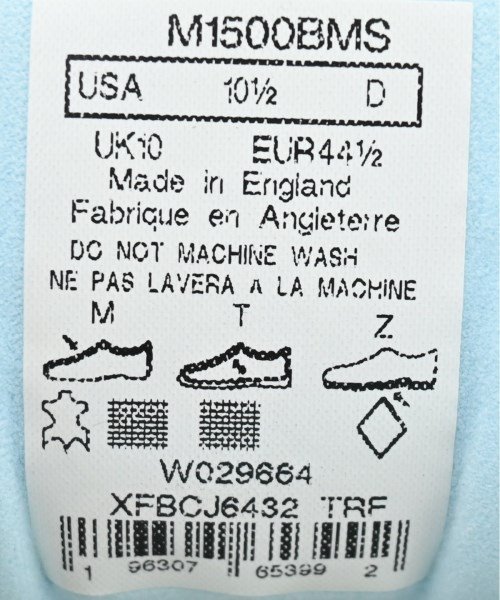 M1500BMS
USA 10½ D
UK10 EUR44½
Made in England
Fabrique en Angleterre
DO NOT MACHINE WASH
NE PAS LAVERA A LA MACHINE
M T Z
W029664
XFBCJ6432 TRF
1 96307 65399 2